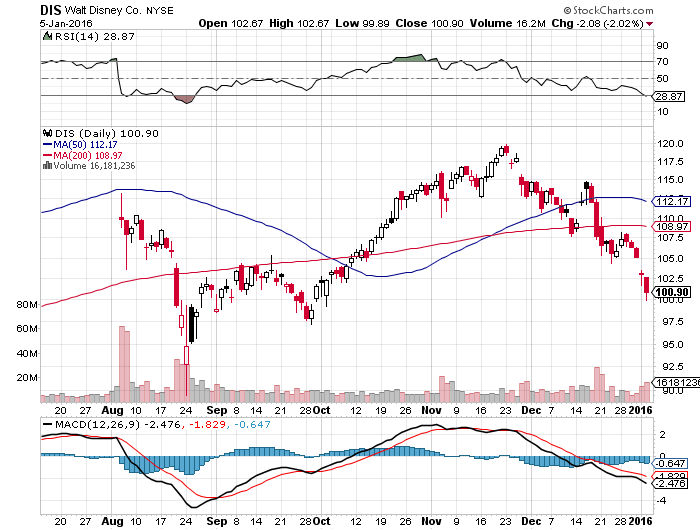 DIS Walt Disney Co. NYSE © StockCharts.com
5-Jan-2016 Open 102.67 High 102.67 Low 99.89 Close 100.90 Volume 16.2M Chg -2.08 (-2.02%)
RSI(14) 28.87
90
70
50
28.87
10
DIS (Daily) 100.90
MA(50) 112.17
MA(200) 108.97
Volume 16,181,236
120.0
117.5
115.0
112.17
110.0
108.97
107.5
105.0
102.5
100.90
100.0
97.5
95.0
92.5
90.0
80M
60M
40M
20M
16181236
20 27 Aug 10 17 24 Sep 8 14 21 28 Oct 12 19 26 Nov 9 16 23 Dec 7 14 21 28 2016
MACD(12,26,9) -2.476, -1.829, -0.647
2
0
-0.647
-1.829
-2.476
-4
20 27 Aug 10 17 24 Sep 8 14 21 28 Oct 12 19 26 Nov 9 16 23 Dec 7 14 21 28 2016